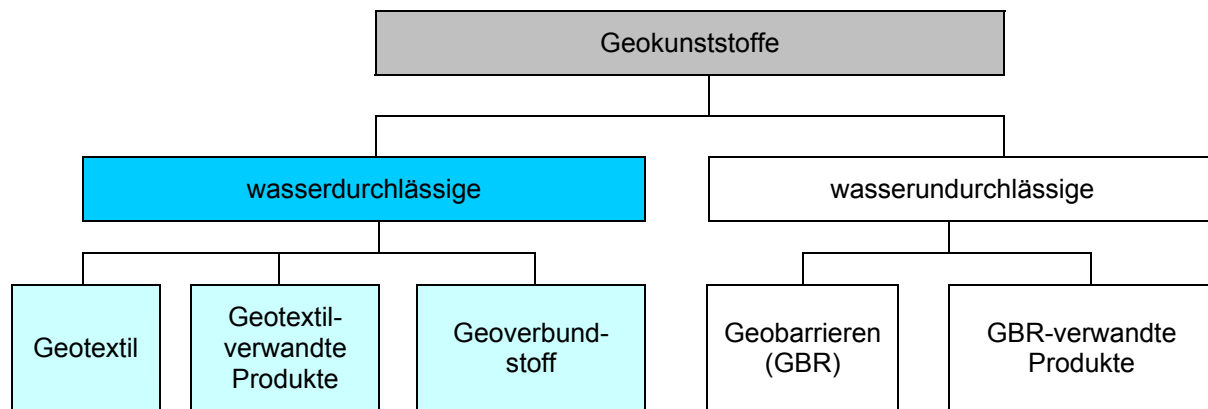 Geokunststoffe
wasserdurchlässige
wasserundurchlässige
Geotextil
Geotextil-
verwandte
Produkte
Geoverbund-
stoff
Geobarrieren
(GBR)
GBR-verwandte
Produkte